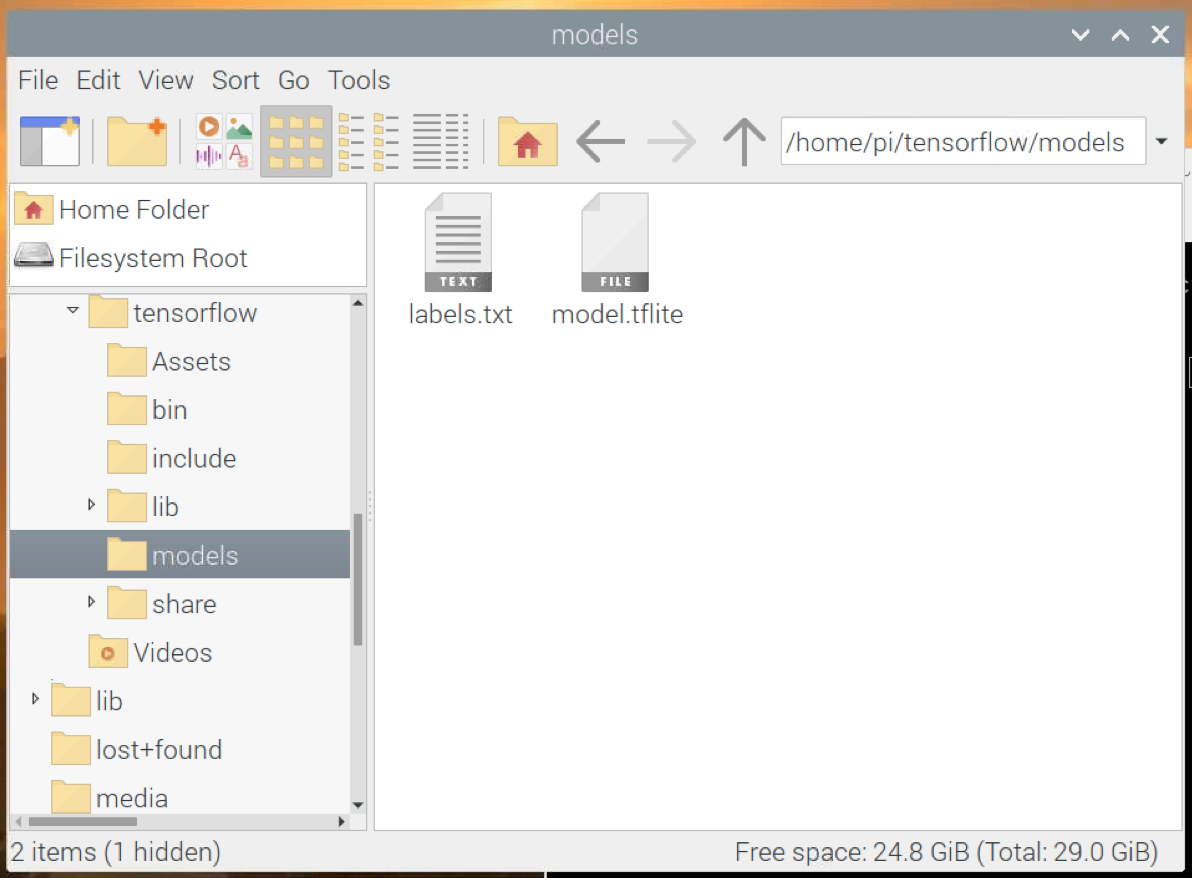 models
File Edit View Sort Go Tools
/home/pi/tensorflow/models
Home Folder
Filesystem Root
tensorflow
Assets
bin
include
lib
models
share
Videos
lib
lost+found
media
TEXT
FILE
labels.txt
model.tflite
2 items (1 hidden)
Free space: 24.8 GiB (Total: 29.0 GiB)